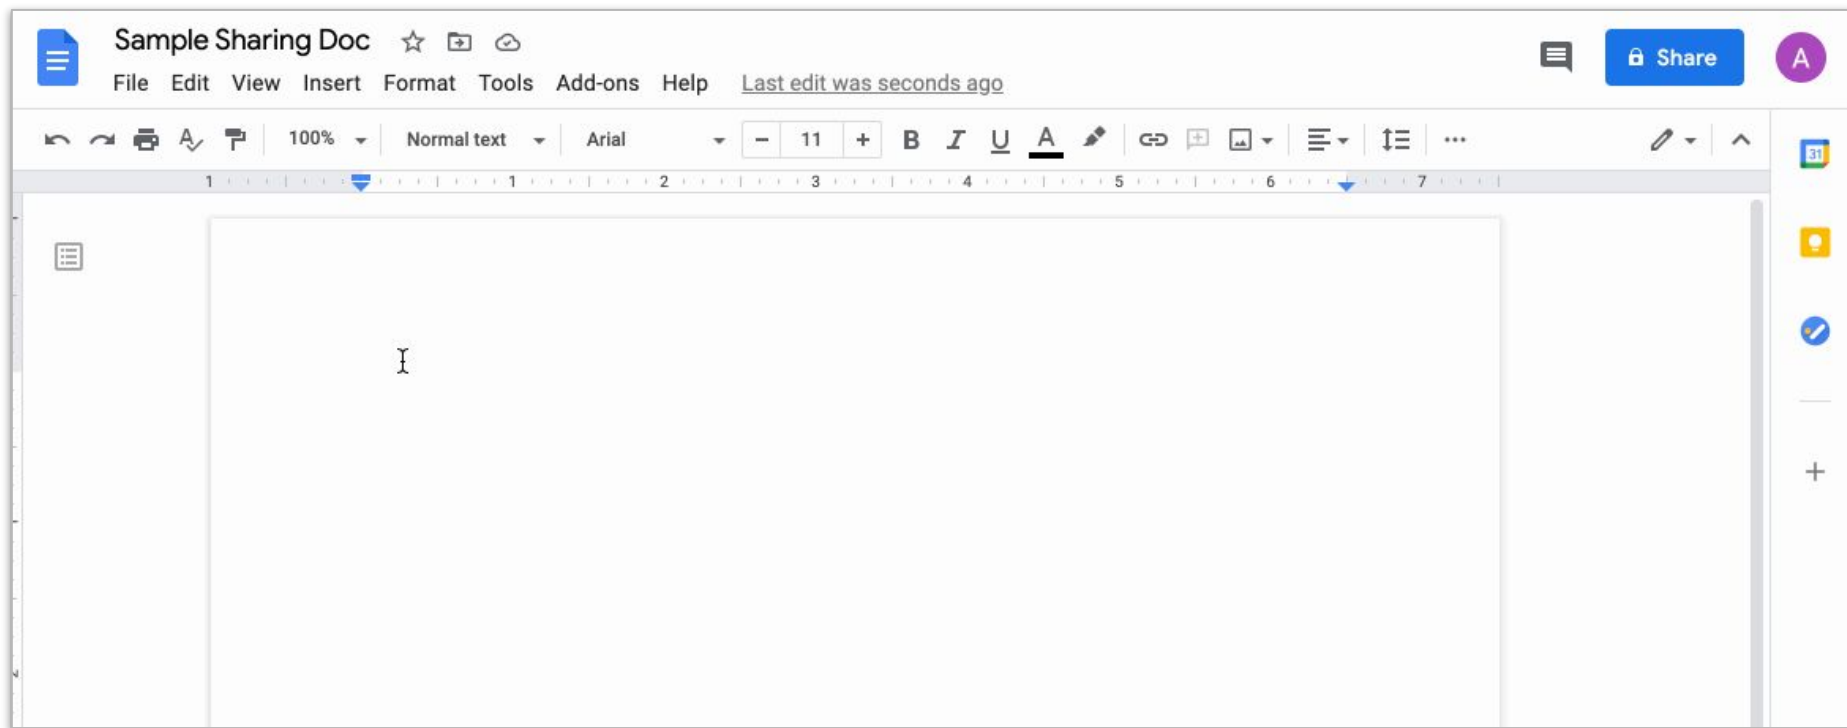 Sample Sharing Doc
Share
A
File Edit View Insert Format Tools Add-ons Help Last edit was seconds ago
100% Normal text Arial 11 B I U A
31
1 1 2 3 4 5 6 7